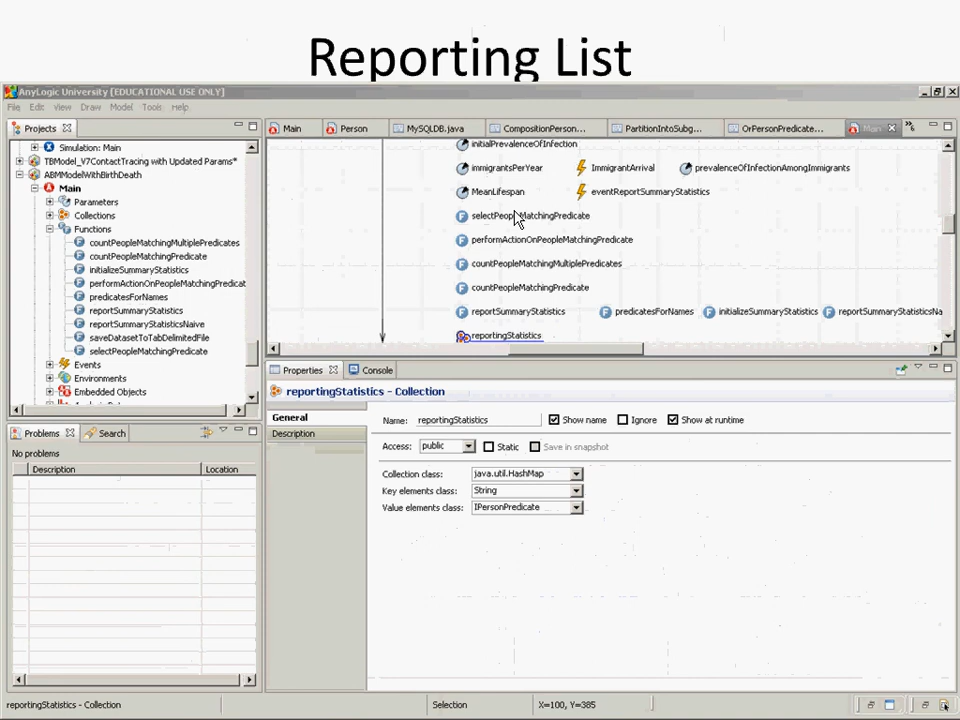 Reporting List
AnyLogic University [EDUCATIONAL USE ONLY]
File Edit View Draw Model Tools Help
Projects
Simulation: Main
TBModel_V7ContactTracing with Updated Params*
ABMModelWithBirthDeath
Main
Parameters
Collections
Functions
countPeopleMatchingMultiplePredicates
countPeopleMatchingPredicate
initializeSummaryStatistics
performActionOnPeopleMatchingPredicat
predicatesForNames
reportSummaryStatistics
reportSummaryStatisticsNaive
saveDatasetToTabDelimitedFile
selectPeopleMatchingPredicate
Events
Environments
Embedded Objects
Main Person MySQLDB.java CompositionPerson... PartitionIntoSubg... OrPersonPredicate... Main
initialPrevalenceOfInfection
immigrantsPerYear ImmigrantArrival prevalenceOfInfectionAmongImmigrants
MeanLifespan eventReportSummaryStatistics
selectPeopleMatchingPredicate
performActionOnPeopleMatchingPredicate
countPeopleMatchingMultiplePredicates
countPeopleMatchingPredicate
reportSummaryStatistics predicatesForNames initializeSummaryStatistics reportSummaryStatisticsNa
reportingStatistics
Problems Search
No problems
Description Location
Properties Console
reportingStatistics - Collection
General
Description
Name: reportingStatistics Show name Ignore Show at runtime
Access: public Static Save in snapshot
Collection class: java.util.HashMap
Key elements class: String
Value elements class: IPersonPredicate
reportingStatistics - Collection Selection X=100, Y=385